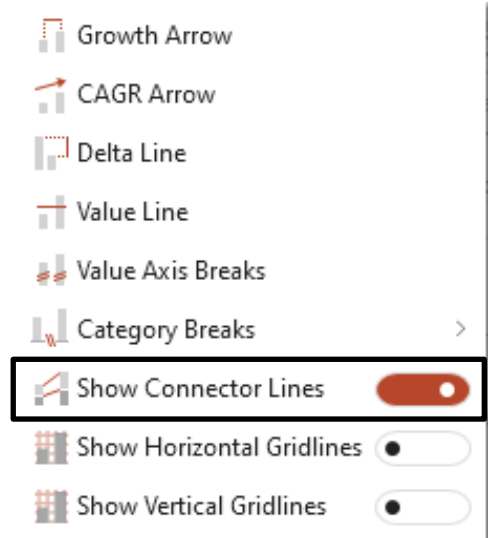 Growth Arrow
CAGR Arrow
Delta Line
Value Line
Value Axis Breaks
Category Breaks
Show Connector Lines
Show Horizontal Gridlines
Show Vertical Gridlines